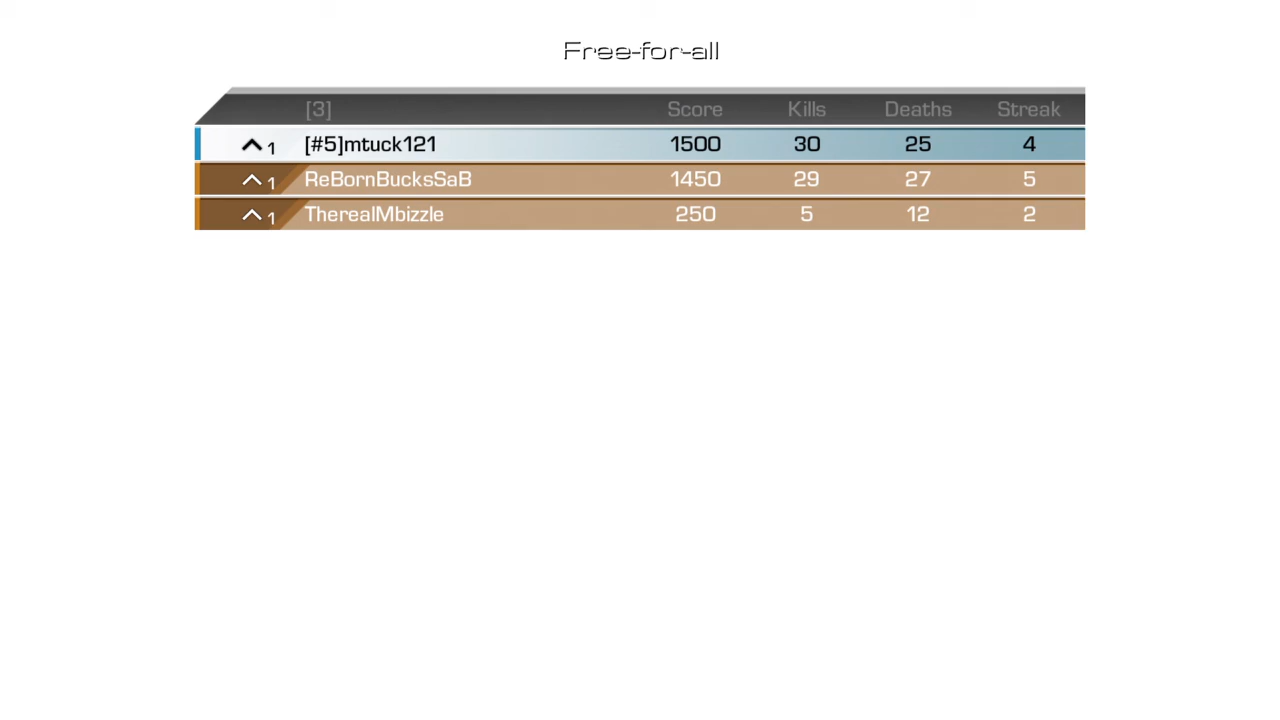 Free-for-all
[3] Score Kills Deaths Streak
1 [#5]mtuck121 1500 30 25 4
1 ReBornBucksSaB 1450 29 27 5
1 TherealMbizzle 250 5 12 2